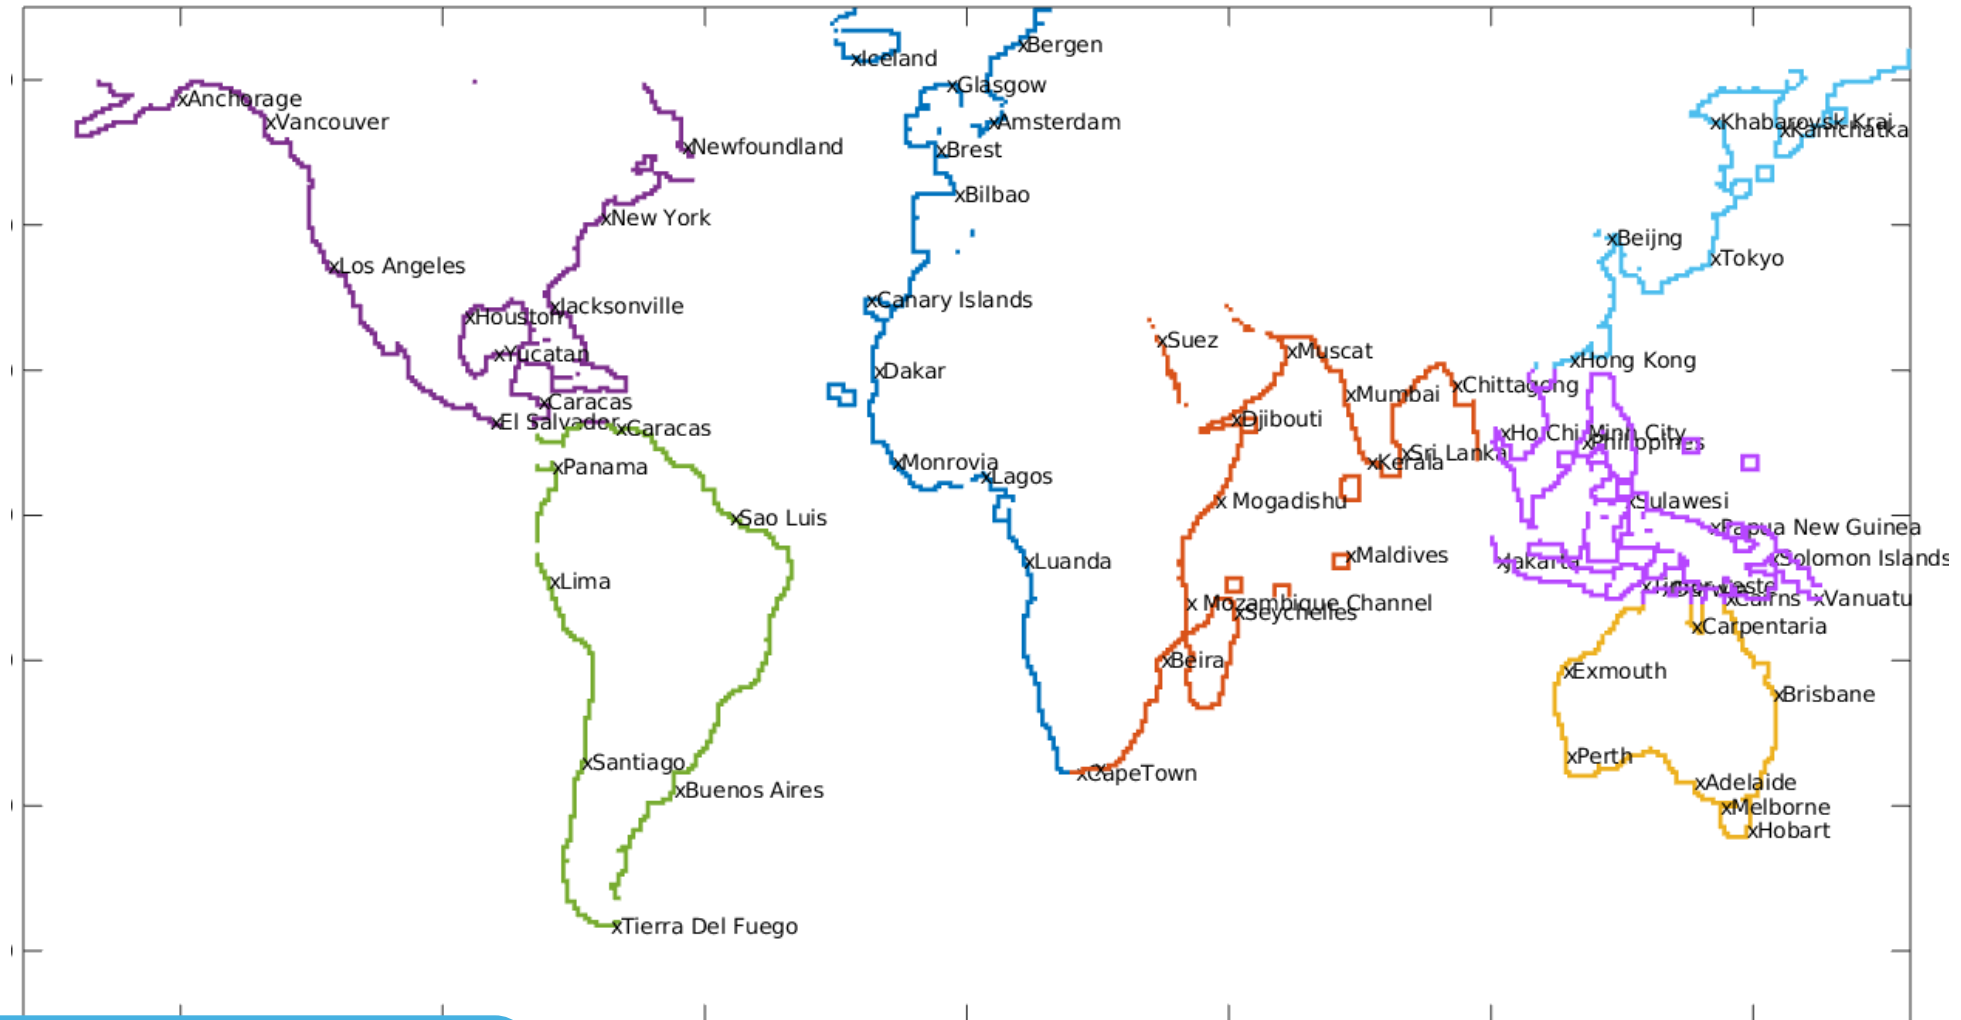 xBergen
xIceland
xGlasgow
xAnchorage
xVancouver
xAmsterdam
xKhabarovsk Krai
xKamchatka
xNewfoundland
xBrest
xBilbao
xNew York
xBeijng
xTokyo
xLos Angeles
xCanary Islands
xJacksonville
xHouston
xSuez
xMuscat
xYucatan
xHong Kong
xDakar
xChittagong
xMumbai
xCaracas
xEl Salvador
xCaracas
xDjibouti
xHo Chi Minh City
xPhilippines
xSri Lanka
xKerala
xPanama
xMonrovia
xLagos
x Mogadishu
xSulawesi
xSao Luis
xPapua New Guinea
xMaldives
xSolomon Islands
xJakarta
xLuanda
xLima
xTimor Leste
xCairns
xVanuatu
x Mozambique Channel
xSeychelles
xCarpentaria
xBeira
xExmouth
xBrisbane
xPerth
xSantiago
xCapeTown
xAdelaide
xBuenos Aires
xMelborne
xHobart
xTierra Del Fuego